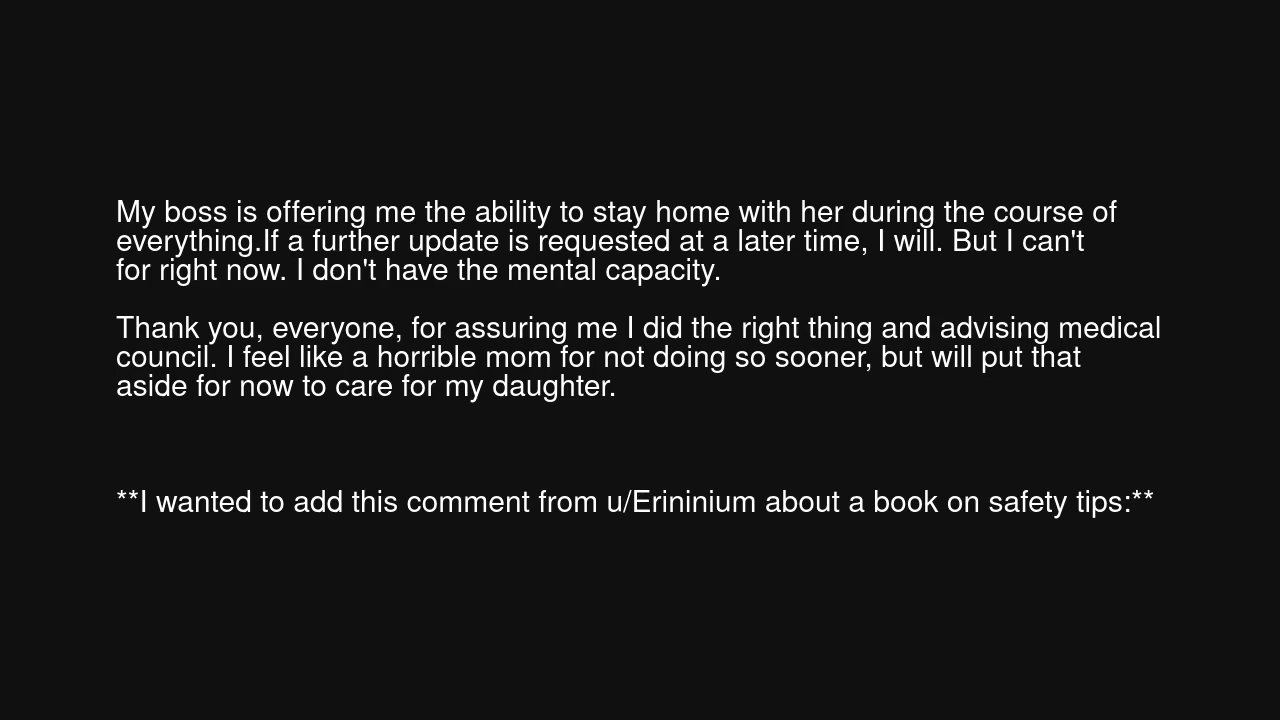 My boss is offering me the ability to stay home with her during the course of
everything.If a further update is requested at a later time, I will. But I can't
for right now. I don't have the mental capacity.
Thank you, everyone, for assuring me I did the right thing and advising medical
council. I feel like a horrible mom for not doing so sooner, but will put that
aside for now to care for my daughter.
**I wanted to add this comment from u/Erininium about a book on safety tips:**